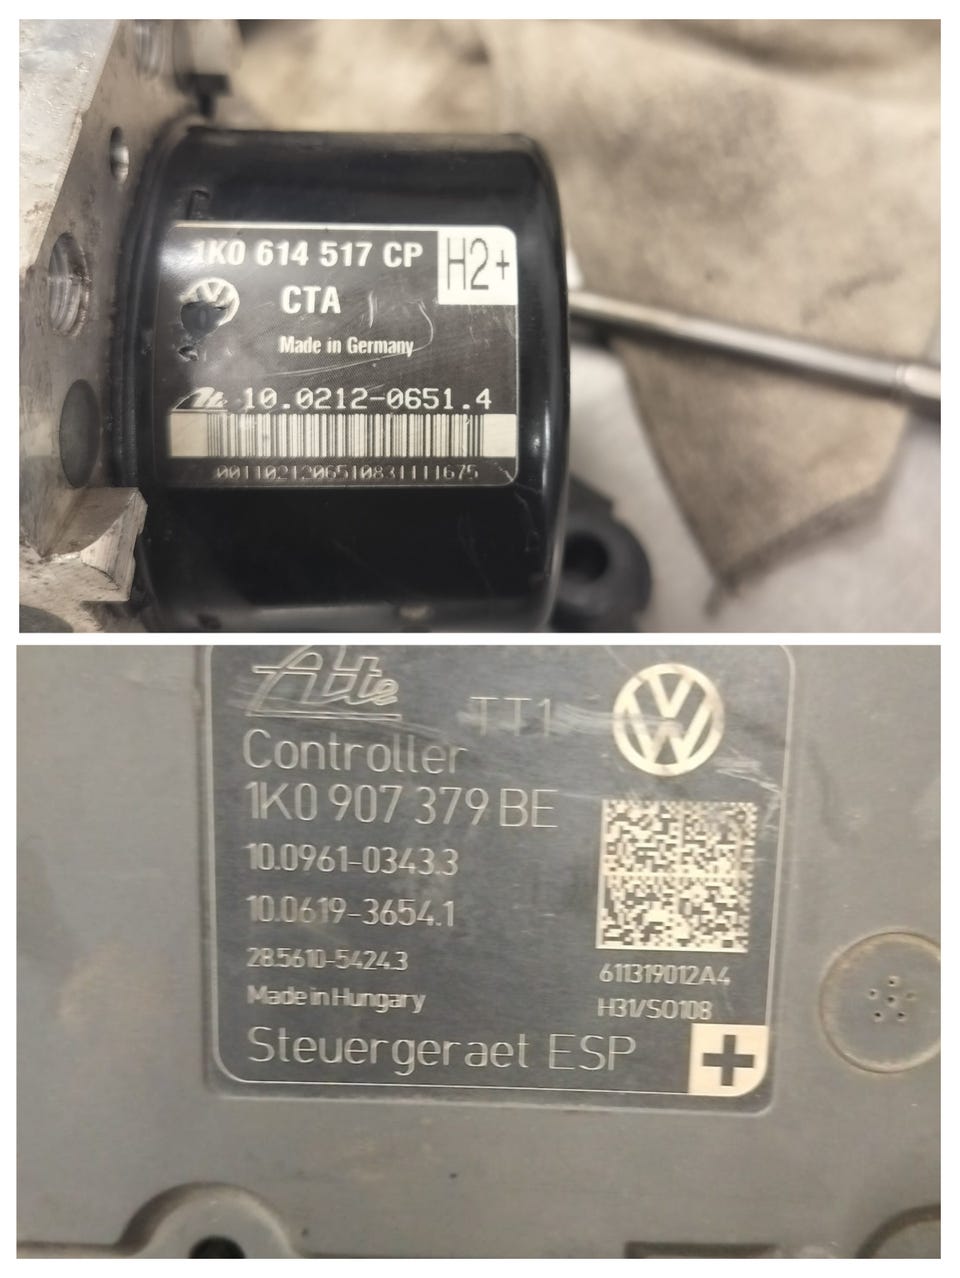 1K0 614 517 CP
H2+
CTA
Made in Germany
10.0212-0651.4
00110212065108311111675
Ate
TT1
Controller
1K0 907 379 BE
10.0961-0343.3
10.0619-3654.1
28.5610-5424.3
611319012A4
Made in Hungary
H31/S0108
Steuergeraet ESP